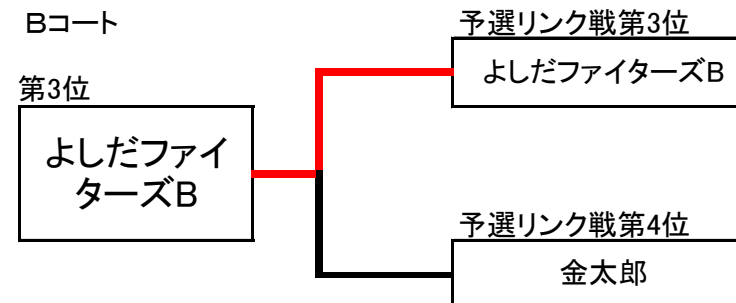 Bコート
予選リンク戦第3位
よしだファイターズB
第3位
よしだファイ
ターズB
予選リンク戦第4位
金太郎